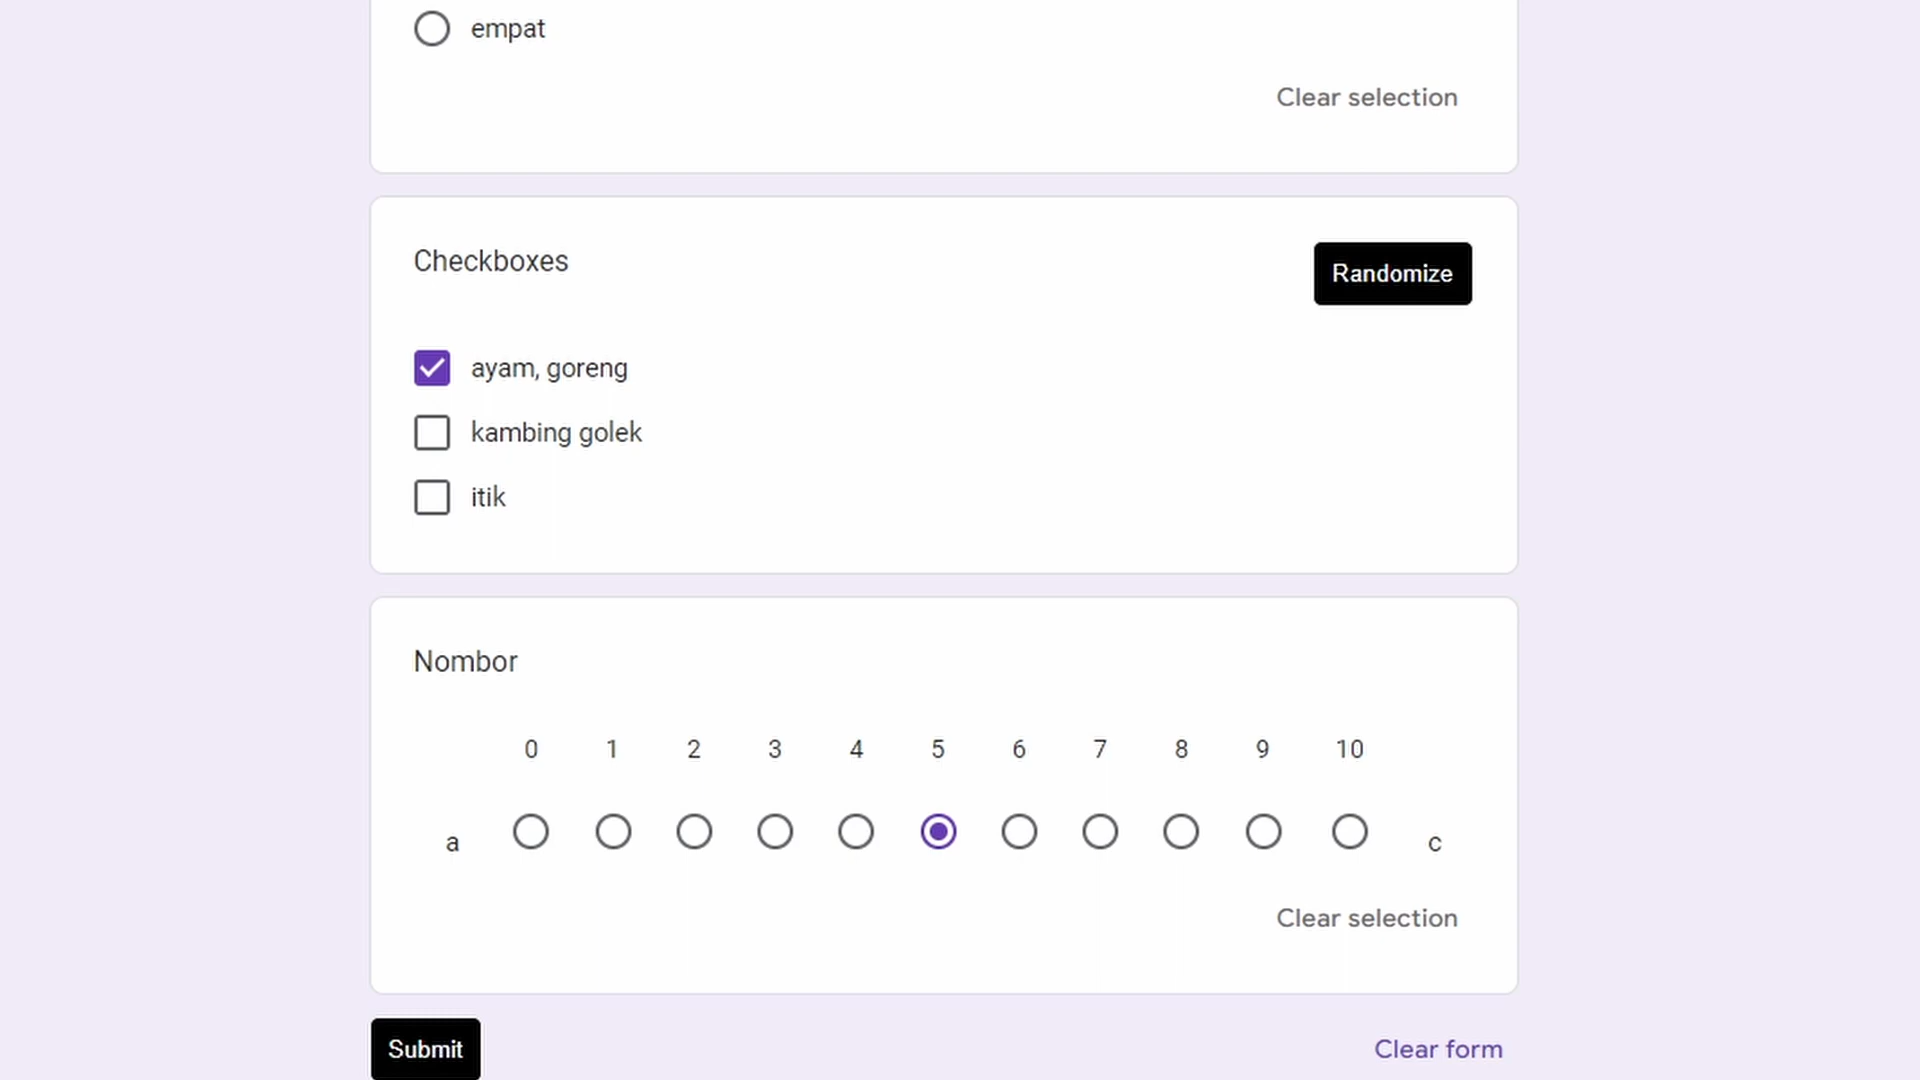 empat
Clear selection
Checkboxes
Randomize
ayam, goreng
kambing golek
itik
Nombor
0 1 2 3 4 5 6 7 8 9 10
a c
Clear selection
Submit Clear form